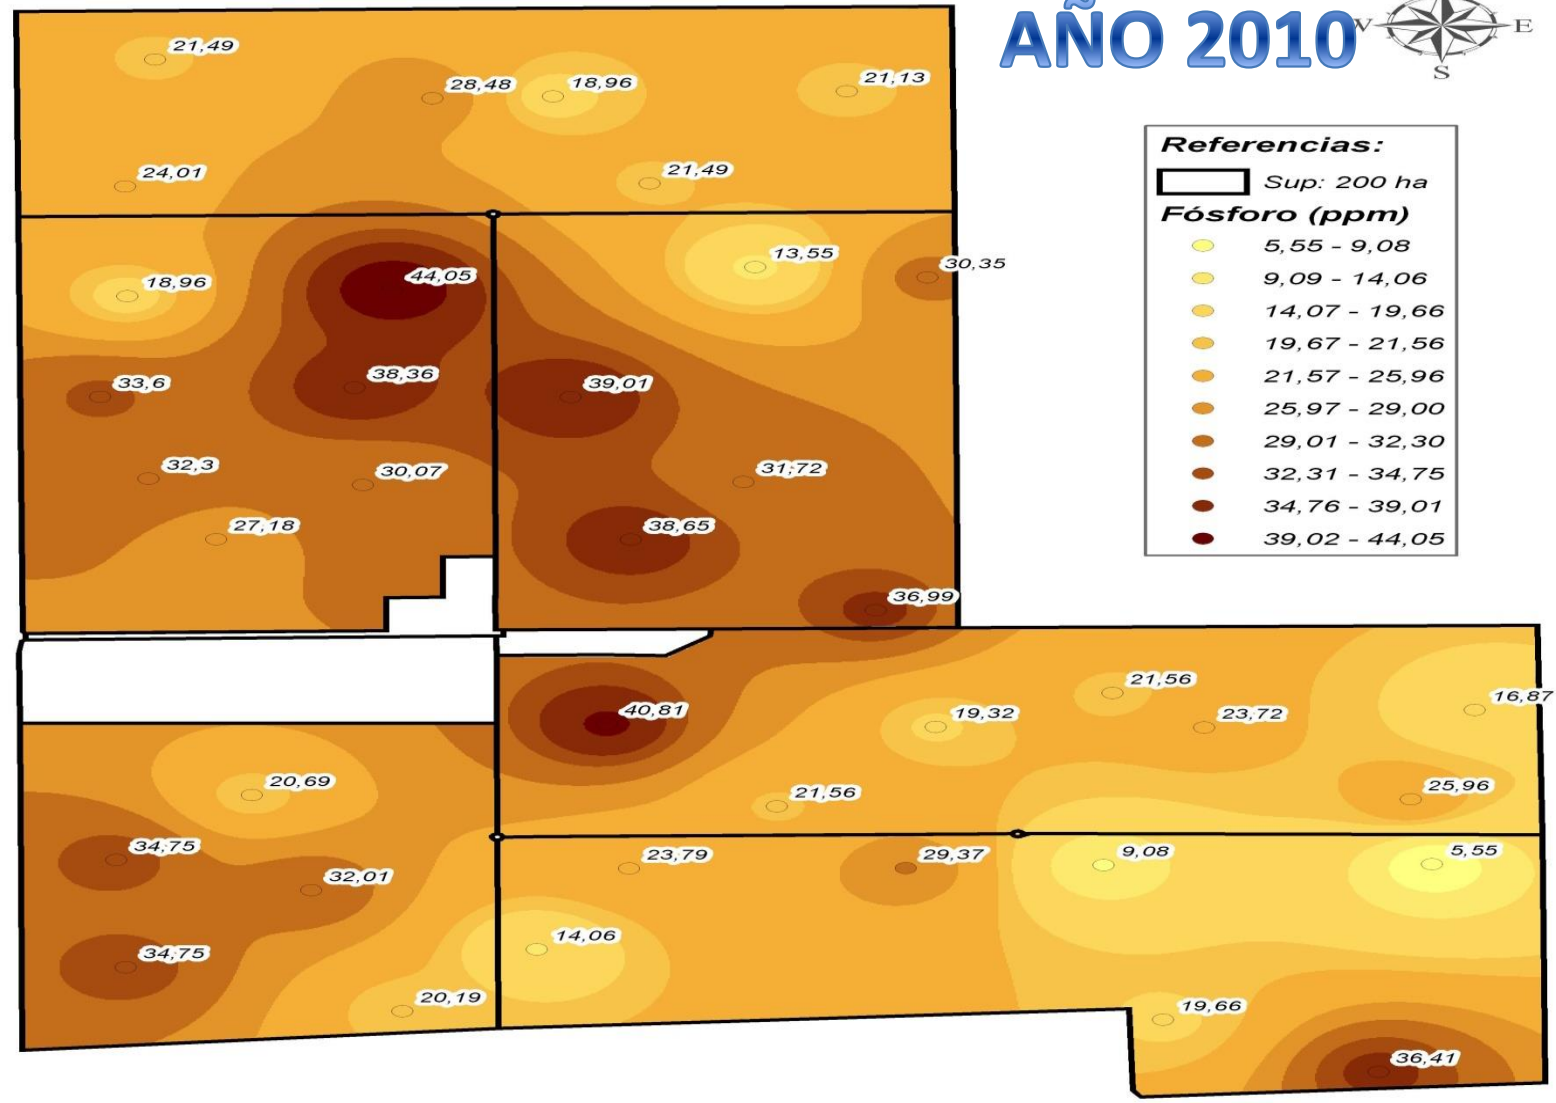 AÑO 2010
E
S
Referencias:
Sup: 200 ha
Fósforo (ppm)
5,55 - 9,08
9,09 - 14,06
14,07 - 19,66
19,67 - 21,56
21,57 - 25,96
25,97 - 29,00
29,01 - 32,30
32,31 - 34,75
34,76 - 39,01
39,02 - 44,05
21,49
28,48
18,96
21,13
24,01
21,49
18,96
44,05
13,55
30,35
33,6
38,36
39,01
32,3
30,07
31,72
27,18
38,65
36,99
40,81
19,32
21,56
23,72
16,87
20,69
21,56
25,96
34,75
32,01
23,79
29,37
9,08
5,55
34,75
14,06
20,19
19,66
36,41